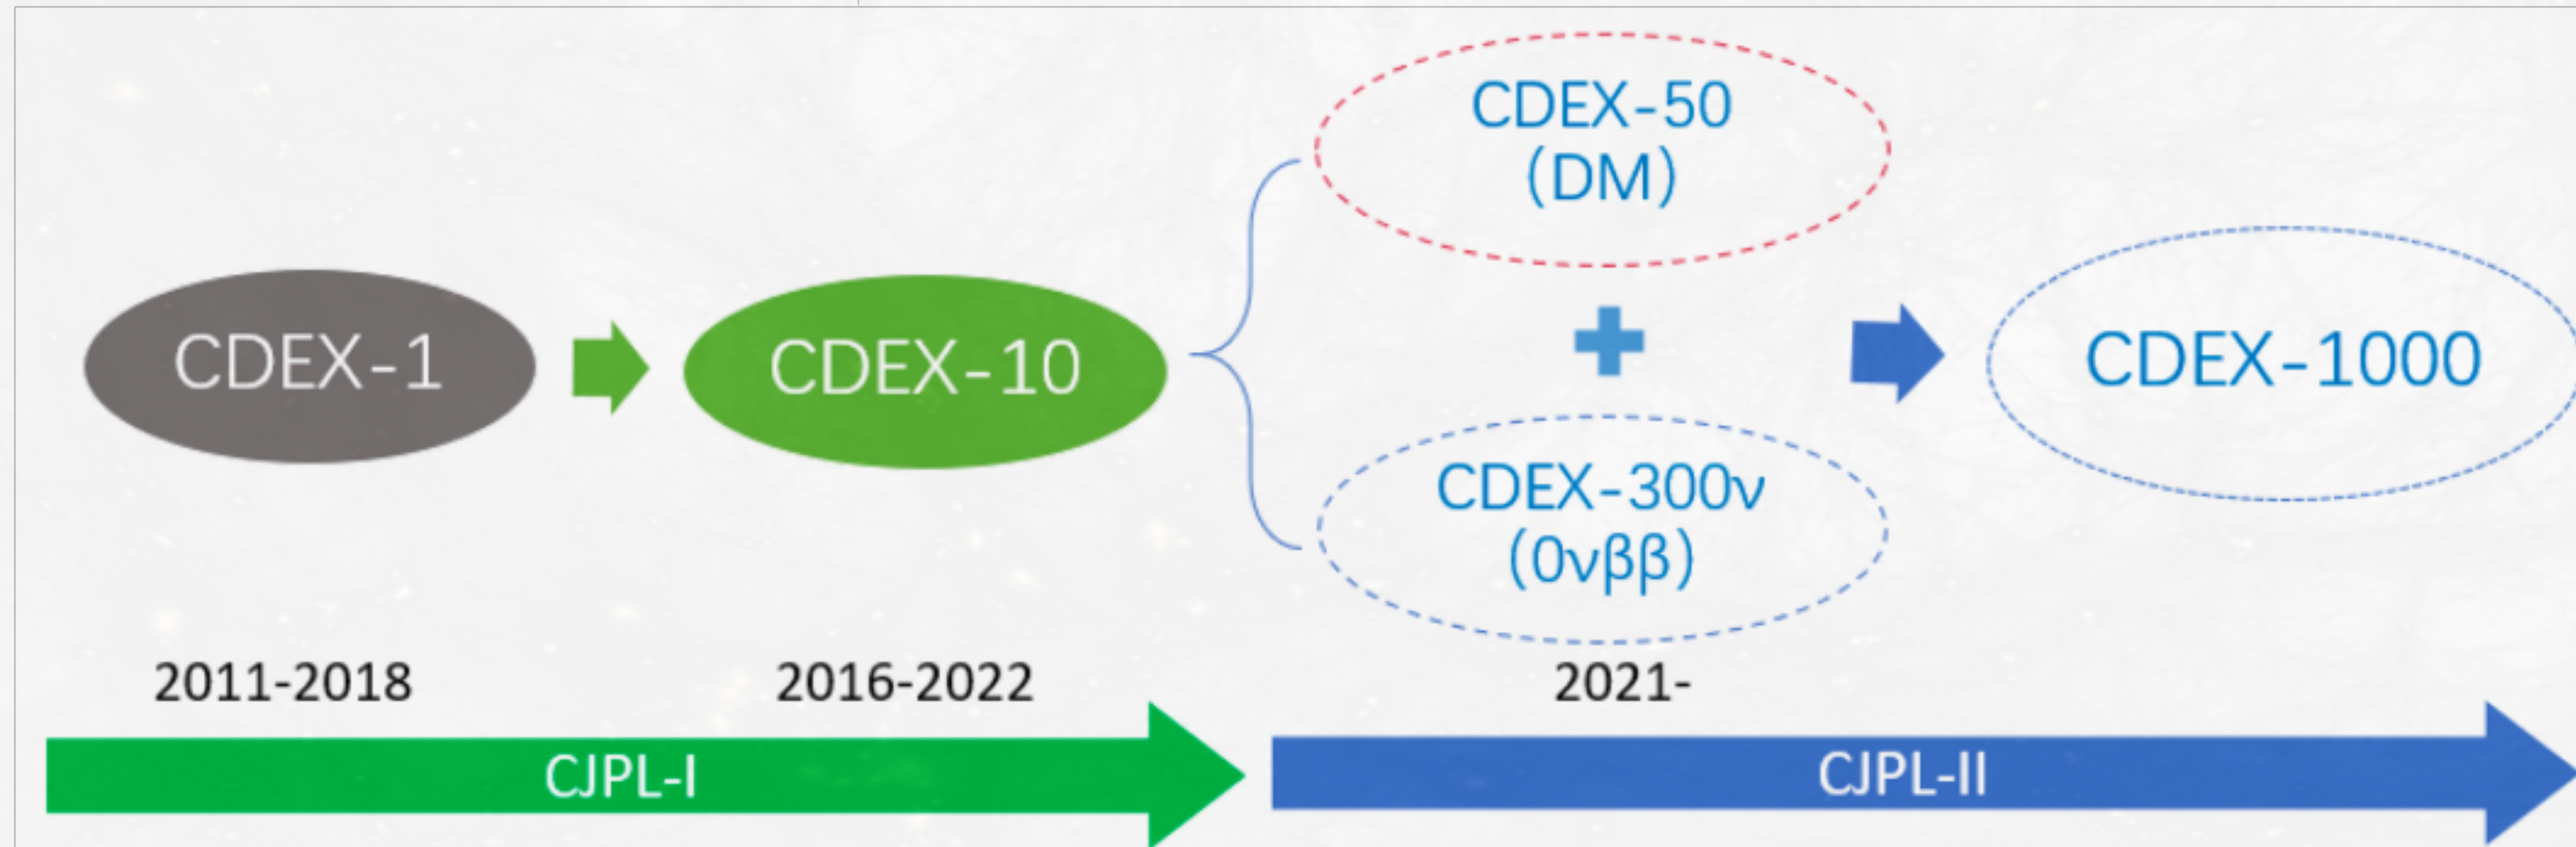 CDEX-1
CDEX-10
CDEX-50
(DM)
CDEX-300ν
(0νββ)
CDEX-1000
2011-2018
2016-2022
2021-
CJPL-I
CJPL-II